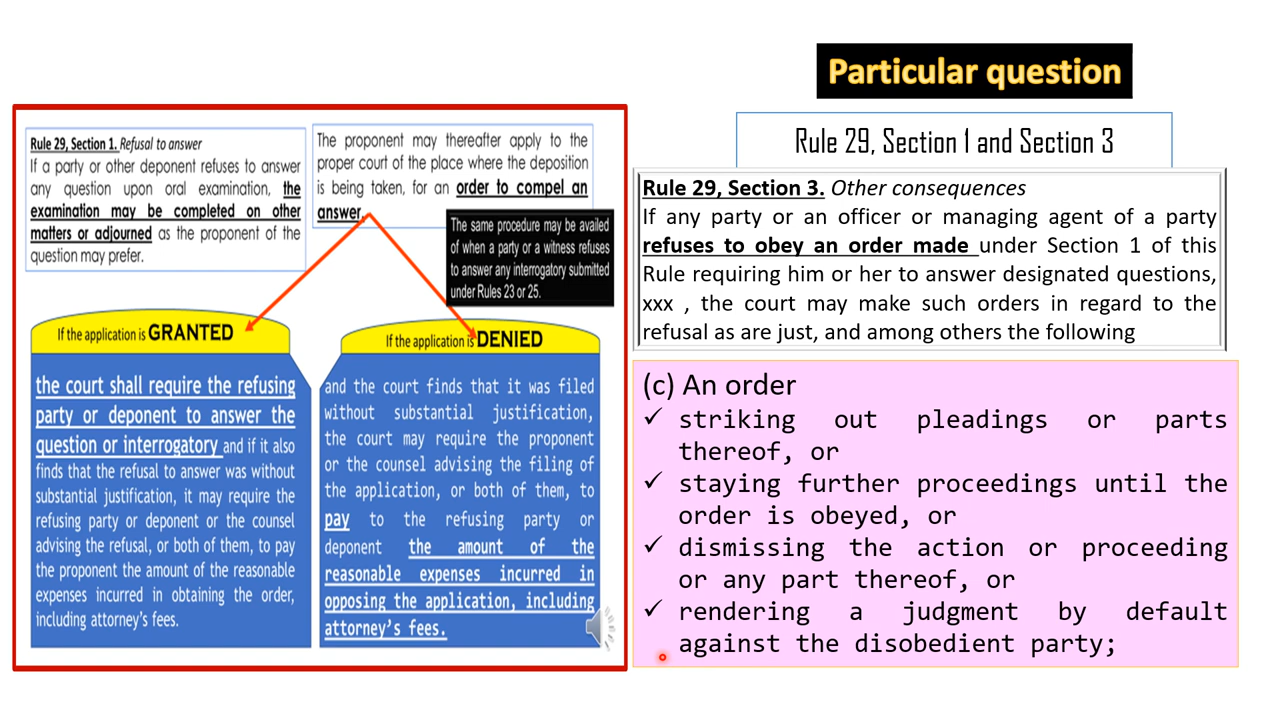 Particular question
Rule 29, Section 1 and Section 3
Rule 29, Section 1. Refusal to answer
If a party or other deponent refuses to answer
any question upon oral examination, the
examination may be completed on other
matters or adjourned as the proponent of the
question may prefer.
The proponent may thereafter apply to the
proper court of the place where the deposition
is being taken, for an order to compel an
answer.
The same procedure may be availed
of when a party or a witness refuses
to answer any interrogatory submitted
under Rules 23 or 25.
If the application is GRANTED
the court shall require the refusing
party or deponent to answer the
question or interrogatory and if it also
finds that the refusal to answer was without
substantial justification, it may require the
refusing party or deponent or the counsel
advising the refusal, or both of them, to pay
the proponent the amount of the reasonable
expenses incurred in obtaining the order,
including attorney's fees.
If the application is DENIED
and the court finds that it was filed
without substantial justification,
the court may require the proponent
or the counsel advising the filing of
the application, or both of them, to
pay to the refusing party or
deponent the amount of the
reasonable expenses incurred in
opposing the application, including
attorney's fees.
Rule 29, Section 3. Other consequences
If any party or an officer or managing agent of a party
refuses to obey an order made under Section 1 of this
Rule requiring him or her to answer designated questions,
xxx , the court may make such orders in regard to the
refusal as are just, and among others the following
(c) An order
✓ striking out pleadings or parts
thereof, or
✓ staying further proceedings until the
order is obeyed, or
✓ dismissing the action or proceeding
or any part thereof, or
✓ rendering a judgment by default
against the disobedient party;